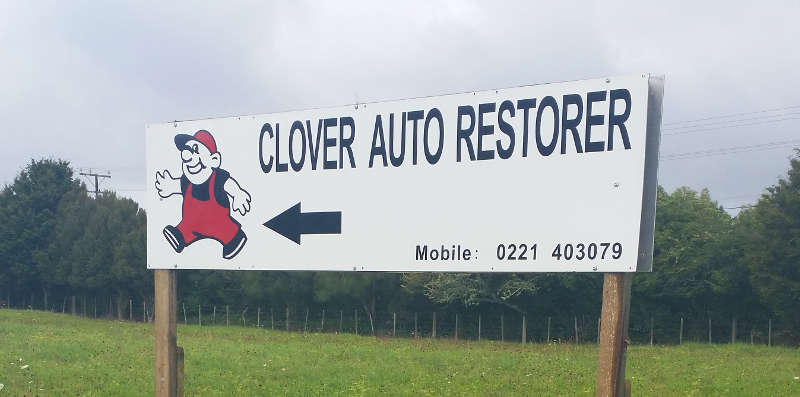 CLOVER AUTO RESTORER
Mobile: 0221 403079